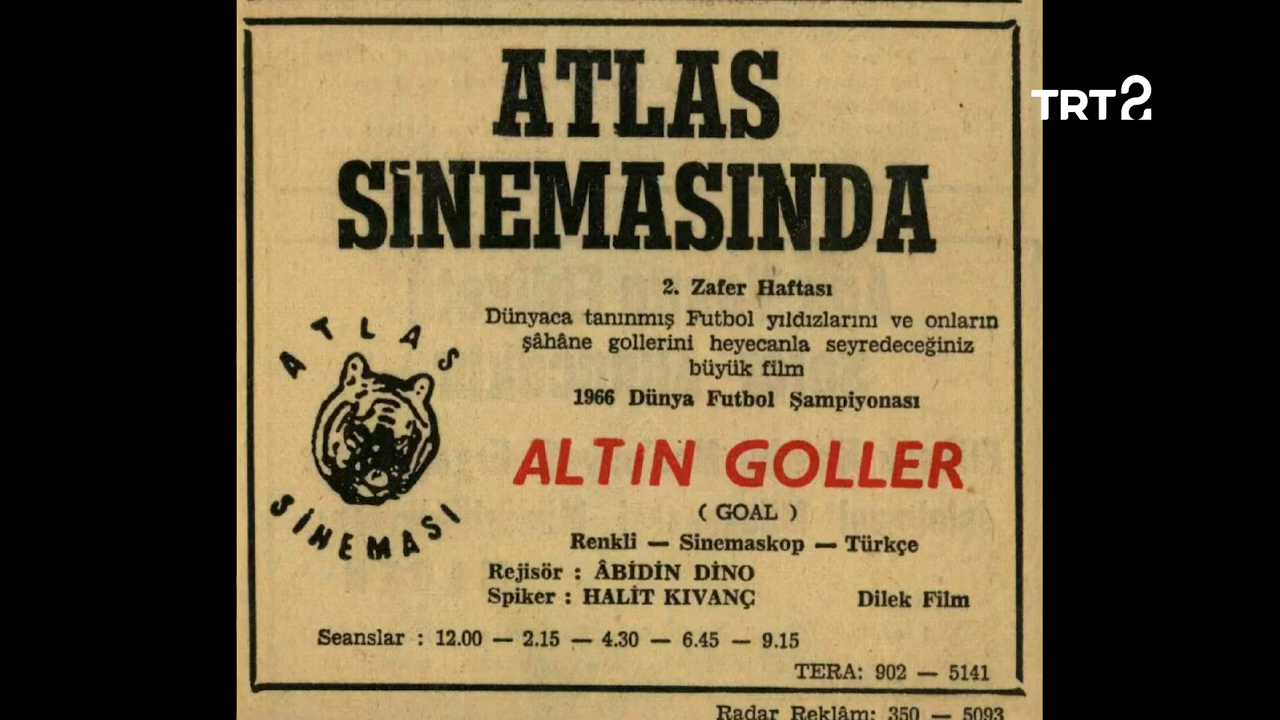 TRT2
ATLAS
SİNEMASINDA
2. Zafer Haftası
Dünyaca tanınmış Futbol yıldızlarını ve onların
şâhâne gollerini heyecanla seyredeceğiniz
büyük film
1966 Dünya Futbol Şampiyonası
ATLAS
SİNEMASI
ALTİN GOLLER
( GOAL )
Renkli — Sinemaskop — Türkçe
Rejisör : ÂBİDİN DİNO
Spiker : HALİT KIVANÇ
Dilek Film
Seanslar : 12.00 — 2.15 — 4.30 — 6.45 — 9.15
TERA: 902 — 5141
Radar Reklâm: 350 — 5093